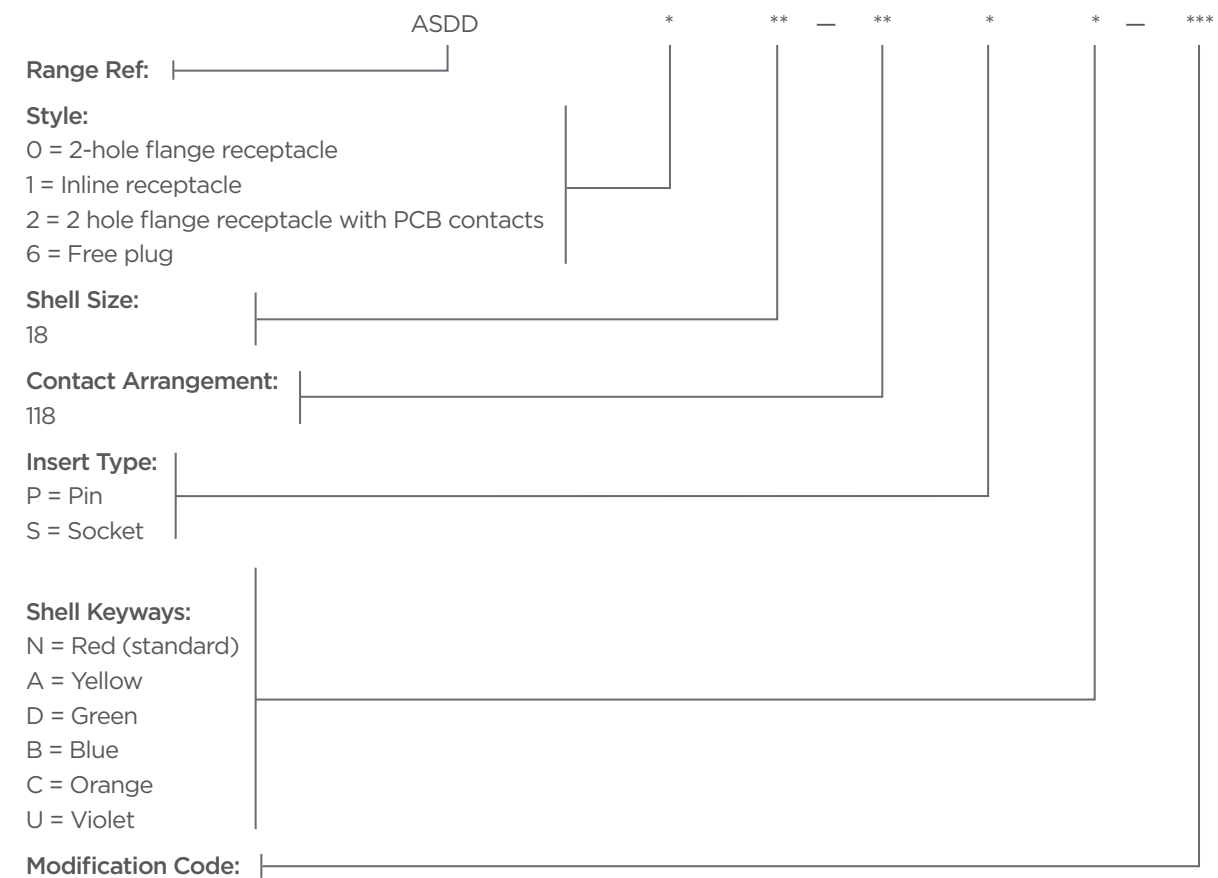 ASDD * ** — ** * * — ***
Range Ref:
Style:
0 = 2-hole flange receptacle
1 = Inline receptacle
2 = 2 hole flange receptacle with PCB contacts
6 = Free plug
Shell Size:
18
Contact Arrangement:
118
Insert Type:
P = Pin
S = Socket
Shell Keyways:
N = Red (standard)
A = Yellow
D = Green
B = Blue
C = Orange
U = Violet
Modification Code: